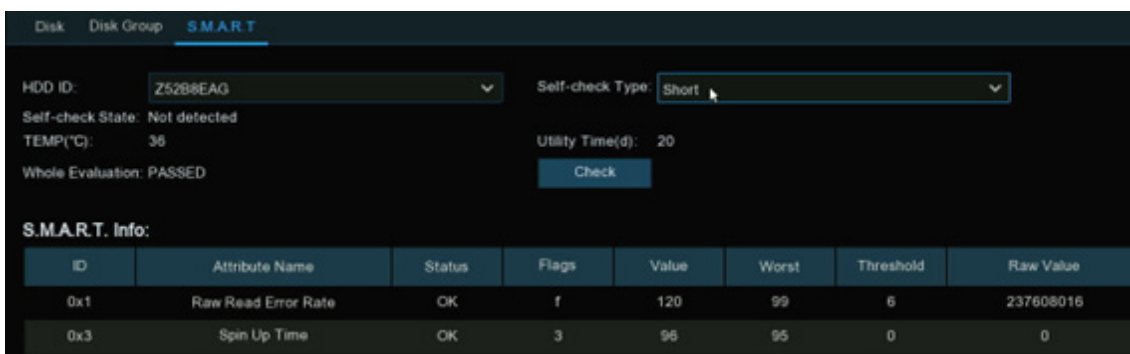 Disk Disk Group S.M.A.R.T
HDD ID: Z52B8EAG Self-check Type: Short
Self-check State: Not detected
TEMP(°C): 36 Utility Time(d): 20
Whole Evaluation: PASSED Check
S.M.A.R.T. Info:
ID Attribute Name Status Flags Value Worst Threshold Raw Value
0x1 Raw Read Error Rate OK f 120 99 6 237608016
0x3 Spin Up Time OK 3 96 95 0 0